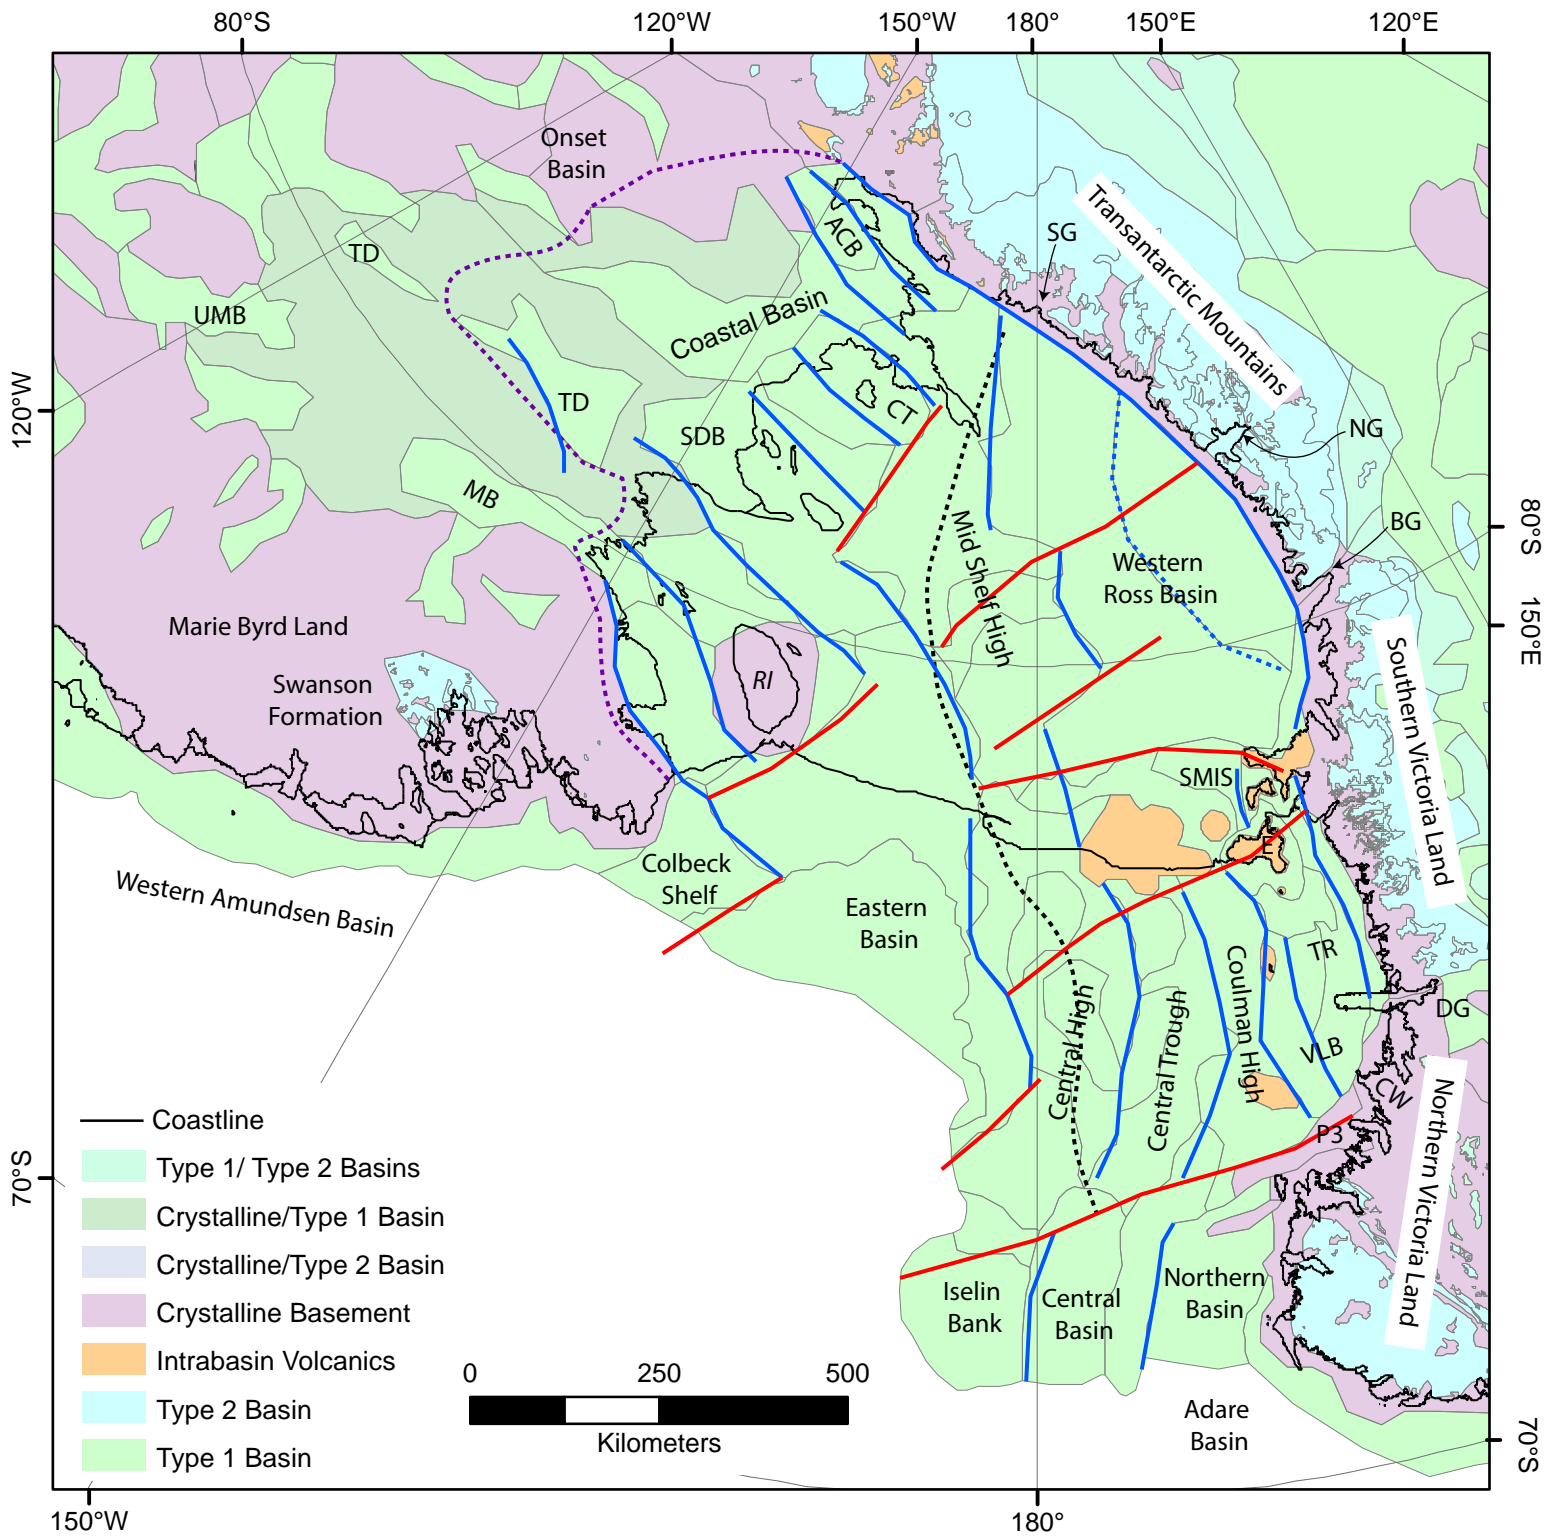 80°S
120°W
150°W
180°
150°E
120°E
Onset
Basin
Transantarctic Mountains
ACB
SG
TD
UMB
Coastal Basin
120°W
TD
CT
SDB
NG
MB
80°S
BG
Mid Shelf High
Western
Ross Basin
150°E
Marie Byrd Land
Swanson
Formation
RI
Southern Victoria Land
SMIS
E
Colbeck
Shelf
Western Amundsen Basin
Eastern
Basin
TR
Coulman High
Central High
Central Trough
DG
VLB
CW
P3
Northern Victoria Land
70°S
Coastline
Type 1/ Type 2 Basins
Crystalline/Type 1 Basin
Crystalline/Type 2 Basin
Crystalline Basement
Intrabasin Volcanics
Type 2 Basin
Type 1 Basin
0
250
500
Kilometers
Iselin
Bank
Central
Basin
Northern
Basin
Adare
Basin
70°S
150°W
180°